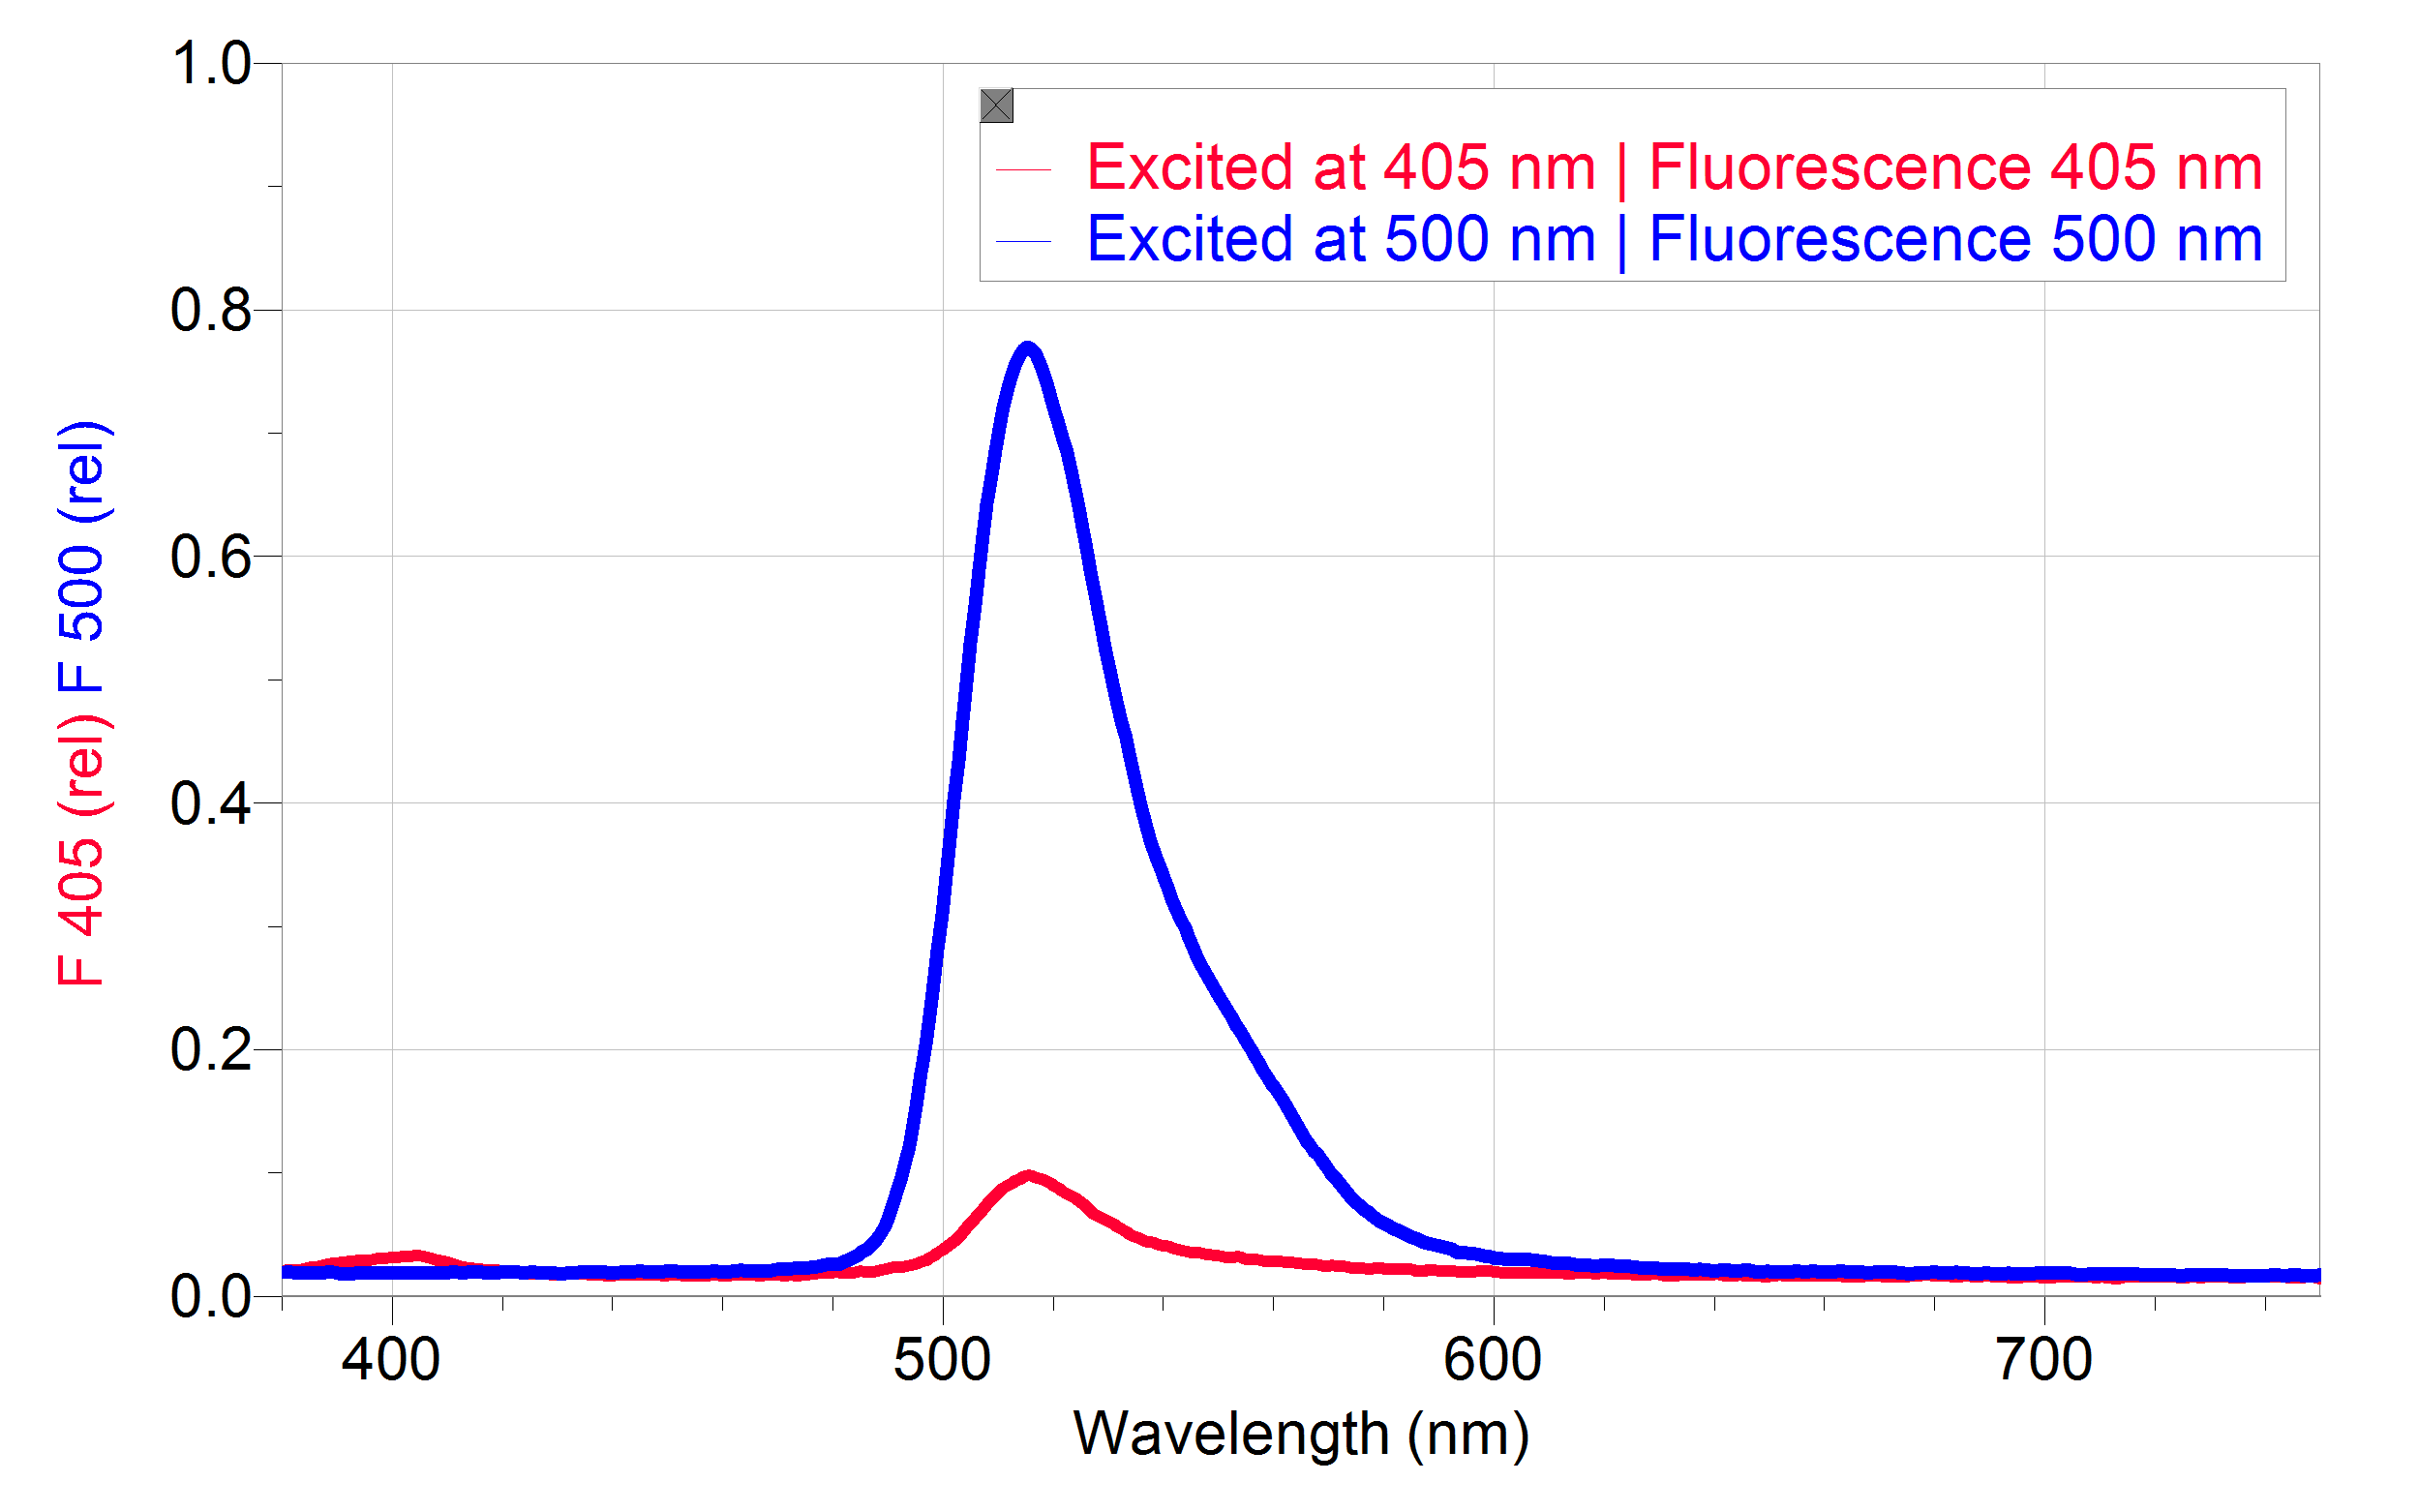 1.0
0.8
0.6
0.4
0.2
0.0
F 405 (rel) F 500 (rel)
Excited at 405 nm | Fluorescence 405 nm
Excited at 500 nm | Fluorescence 500 nm
400 500 600 700
Wavelength (nm)